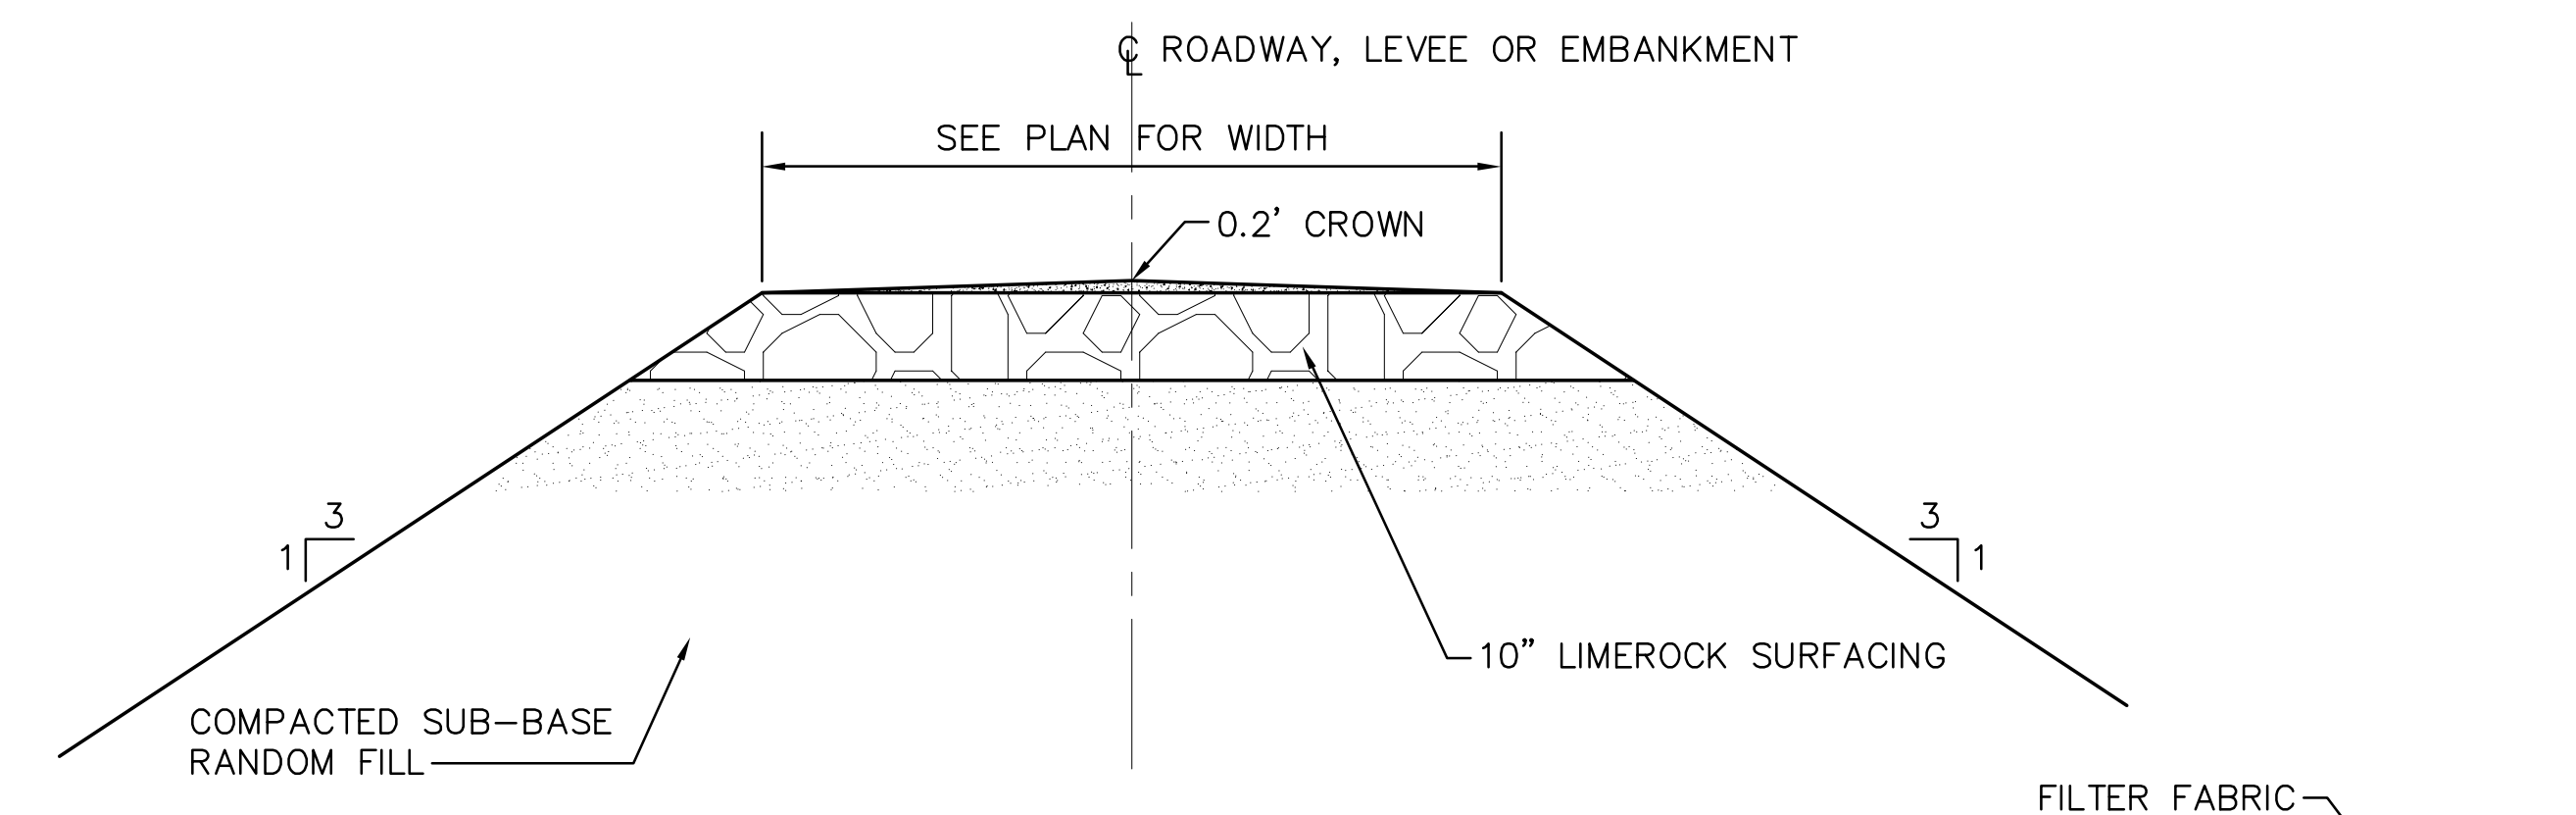 ℄ ROADWAY, LEVEE OR EMBANKMENT
SEE PLAN FOR WIDTH
0.2' CROWN
3
1
3
1
10" LIMEROCK SURFACING
COMPACTED SUB-BASE
RANDOM FILL
FILTER FABRIC